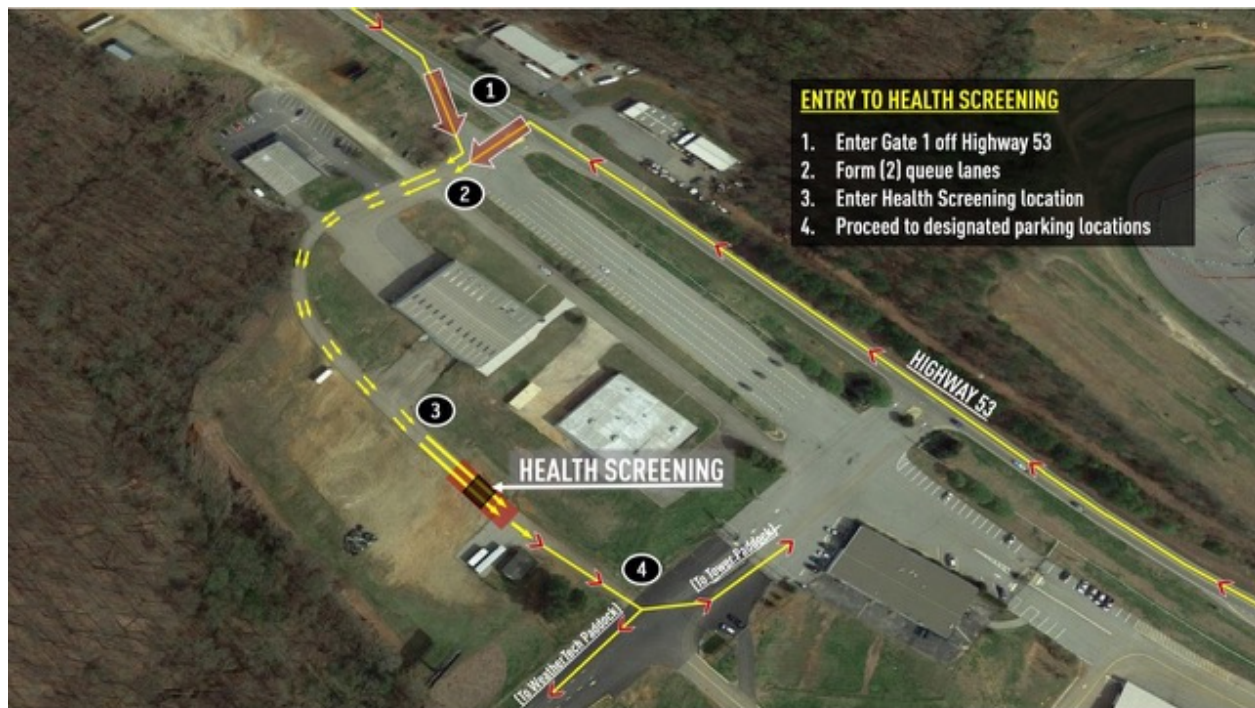 ENTRY TO HEALTH SCREENING
1. Enter Gate 1 off Highway 53
2. Form (2) queue lanes
3. Enter Health Screening location
4. Proceed to designated parking locations
1
2
HIGHWAY 53
3
HEALTH SCREENING
4
(To Tower Paddock)
(To WeatherTech Paddock)